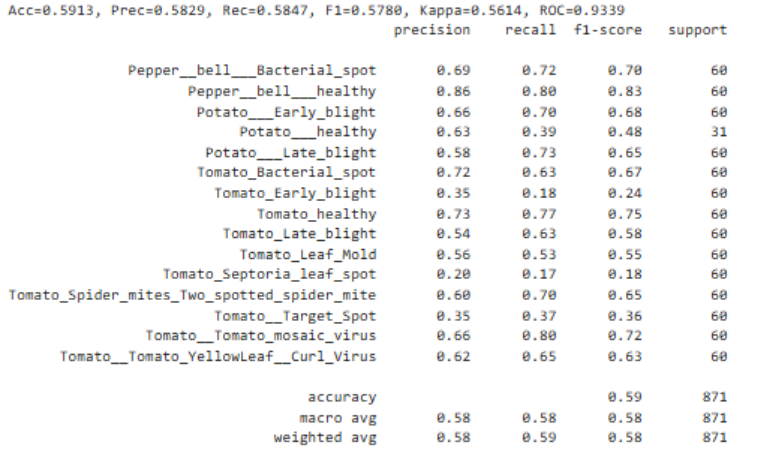 Acc=0.5913, Prec=0.5829, Rec=0.5847, F1=0.5780, Kappa=0.5614, ROC=0.9339
precision recall f1-score support
Pepper__bell___Bacterial_spot 0.69 0.72 0.70 60
Pepper__bell___healthy 0.86 0.80 0.83 60
Potato___Early_blight 0.66 0.70 0.68 60
Potato___healthy 0.63 0.39 0.48 31
Potato___Late_blight 0.58 0.73 0.65 60
Tomato_Bacterial_spot 0.72 0.63 0.67 60
Tomato_Early_blight 0.35 0.18 0.24 60
Tomato_healthy 0.73 0.77 0.75 60
Tomato_Late_blight 0.54 0.63 0.58 60
Tomato_Leaf_Mold 0.56 0.53 0.55 60
Tomato_Septoria_leaf_spot 0.20 0.17 0.18 60
Tomato_Spider_mites_Two_spotted_spider_mite 0.60 0.70 0.65 60
Tomato__Target_Spot 0.35 0.37 0.36 60
Tomato__Tomato_mosaic_virus 0.66 0.80 0.72 60
Tomato__Tomato_YellowLeaf__Curl_Virus 0.62 0.65 0.63 60
accuracy 0.59 871
macro avg 0.58 0.58 0.58 871
weighted avg 0.58 0.59 0.58 871